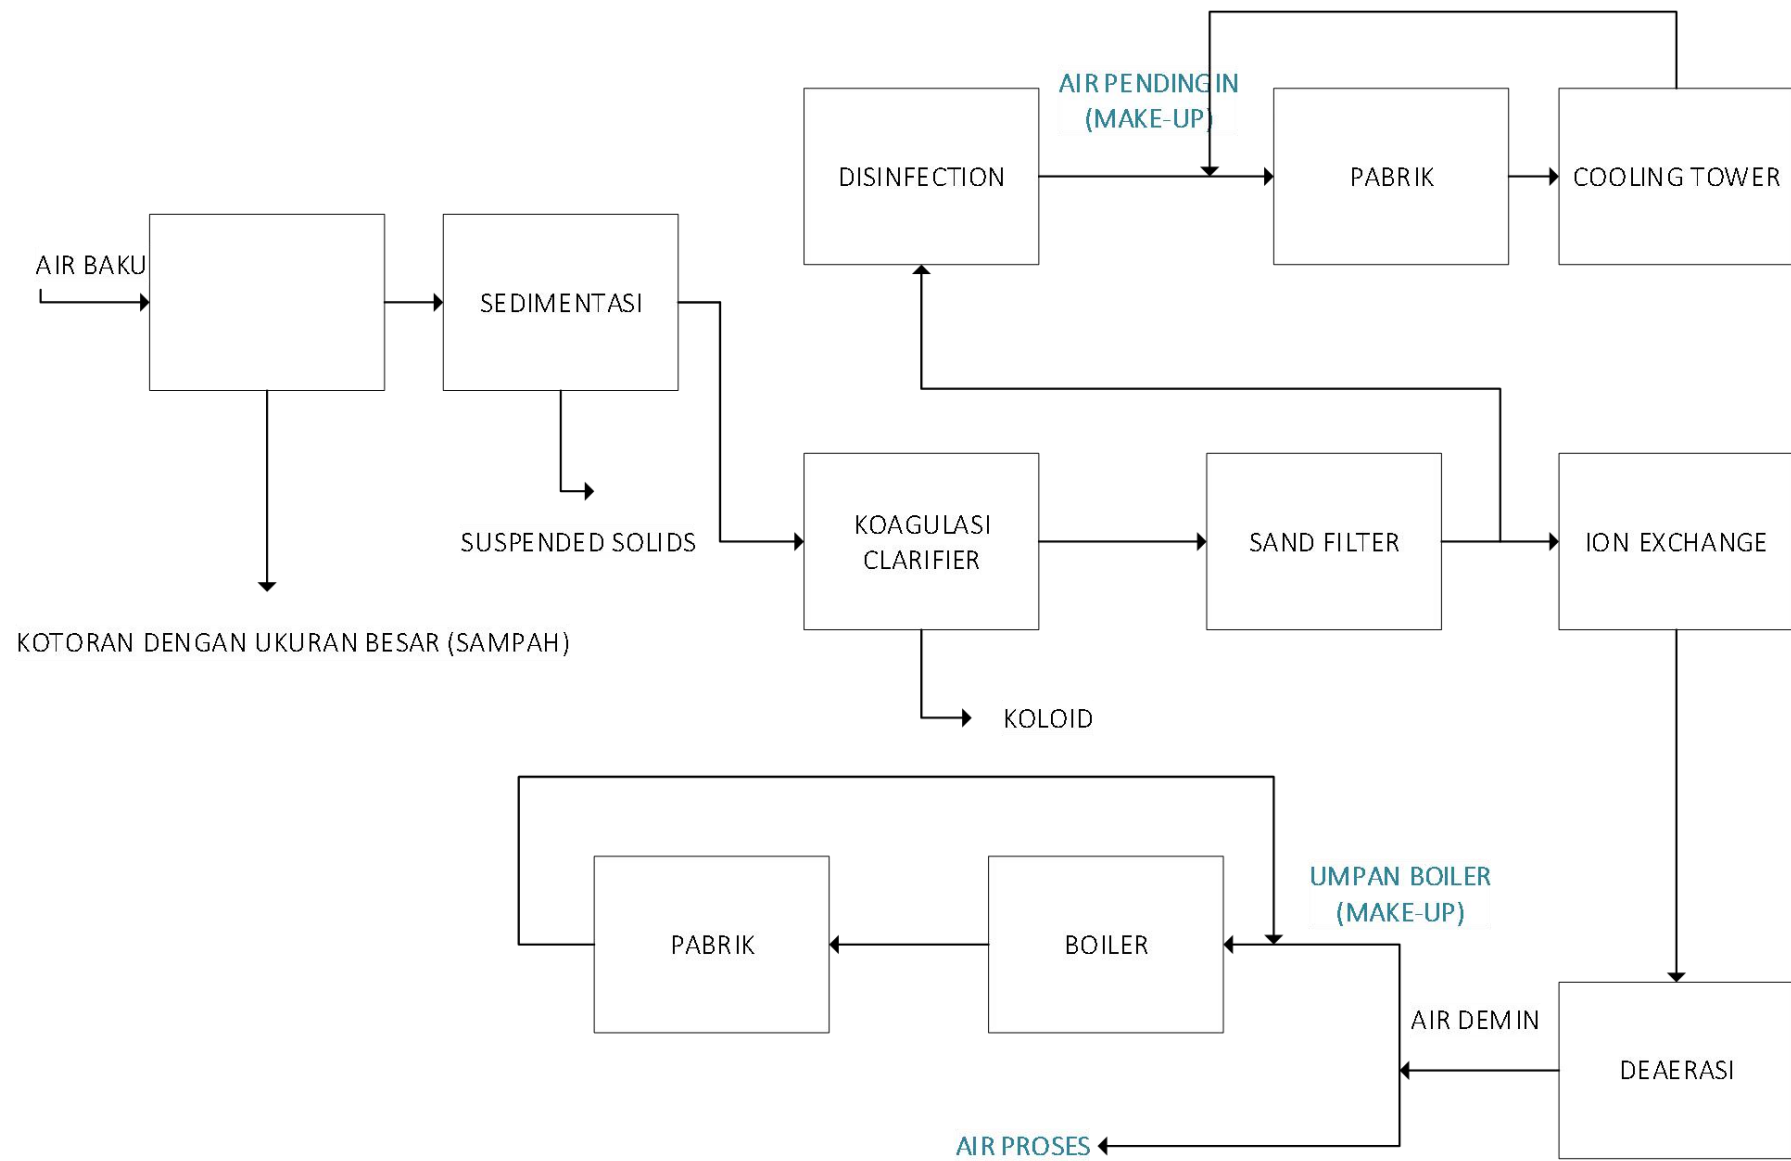 AIR PENDINGIN
(MAKE-UP)
DISINFECTION
PABRIK
COOLING TOWER
AIR BAKU
SEDIMENTASI
KOAGULASI
CLARIFIER
SAND FILTER
ION EXCHANGE
SUSPENDED SOLIDS
KOTORAN DENGAN UKURAN BESAR (SAMPAH)
KOLOID
UMPAN BOILER
(MAKE-UP)
PABRIK
BOILER
AIR DEMIN
DEAERASI
AIR PROSES